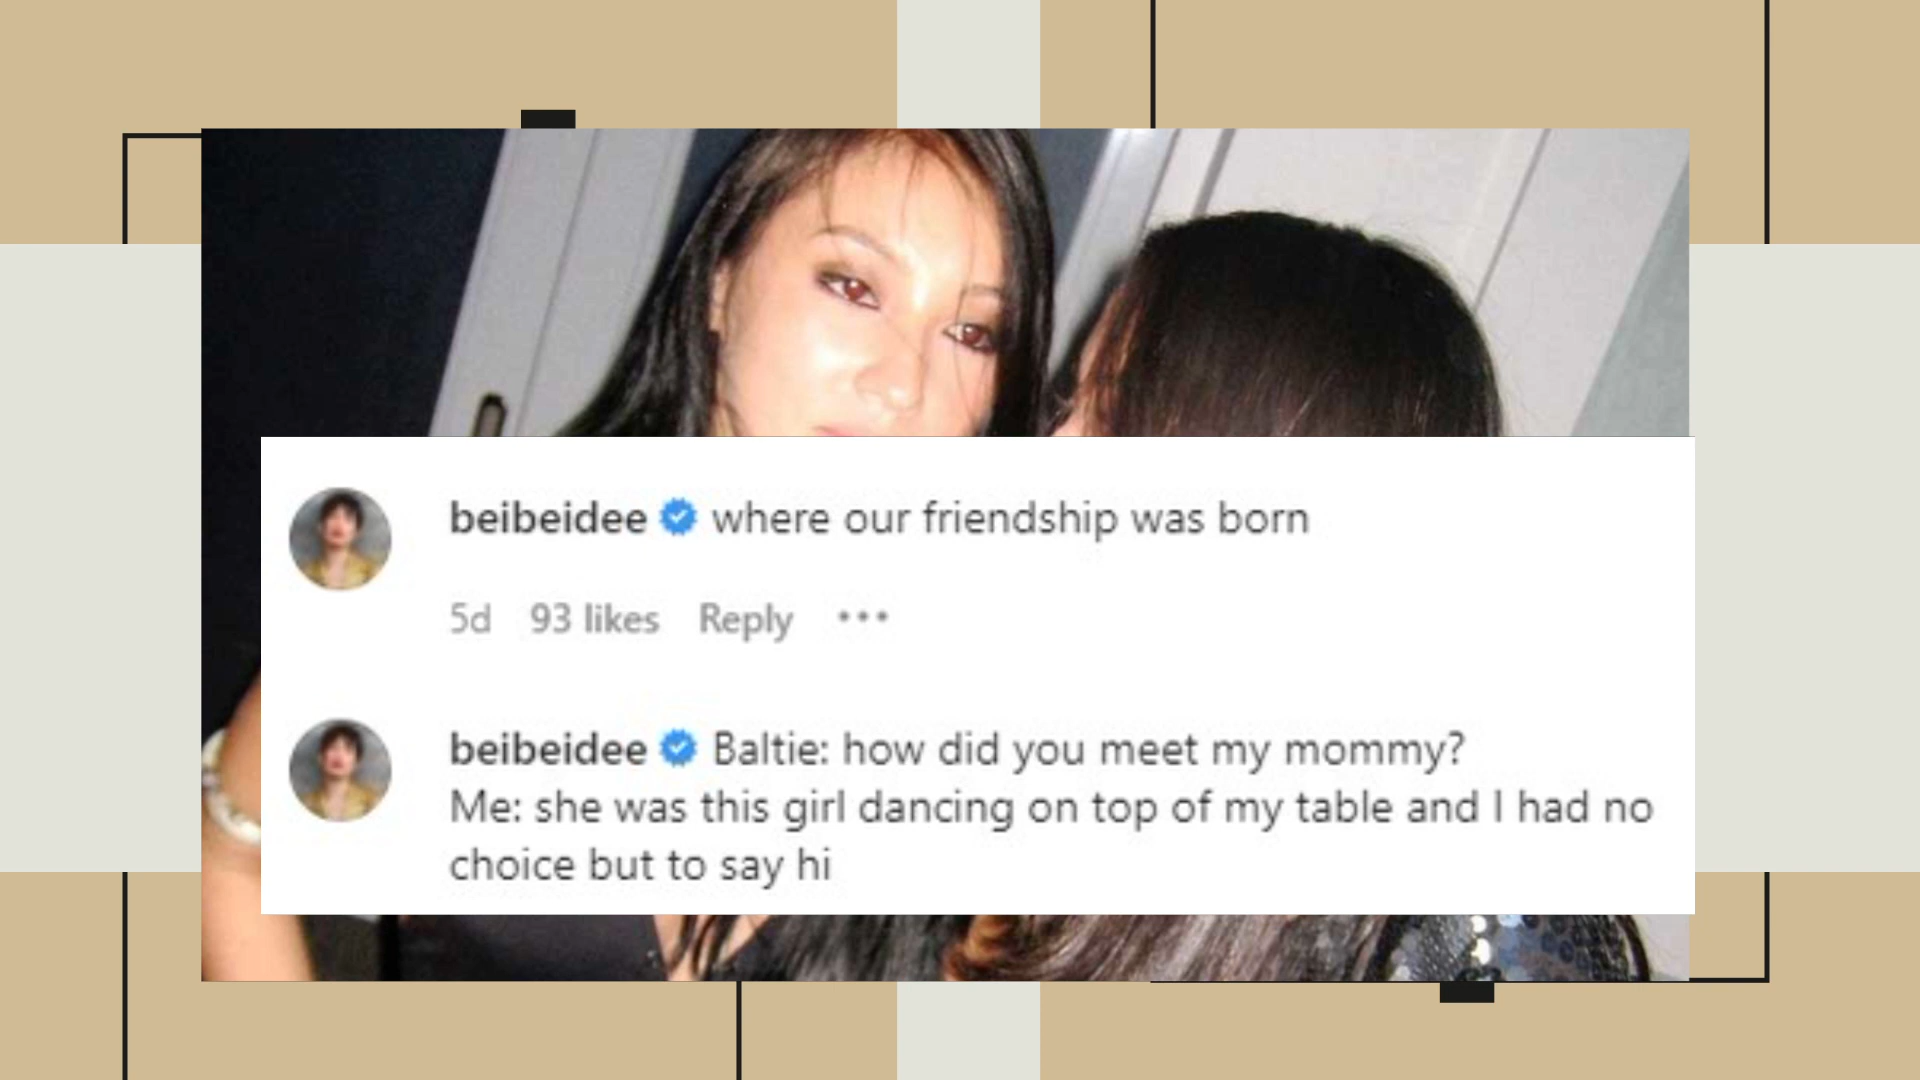 beibeidee where our friendship was born
5d 93 likes Reply •••
beibeidee Baltie: how did you meet my mommy?
Me: she was this girl dancing on top of my table and I had no
choice but to say hi